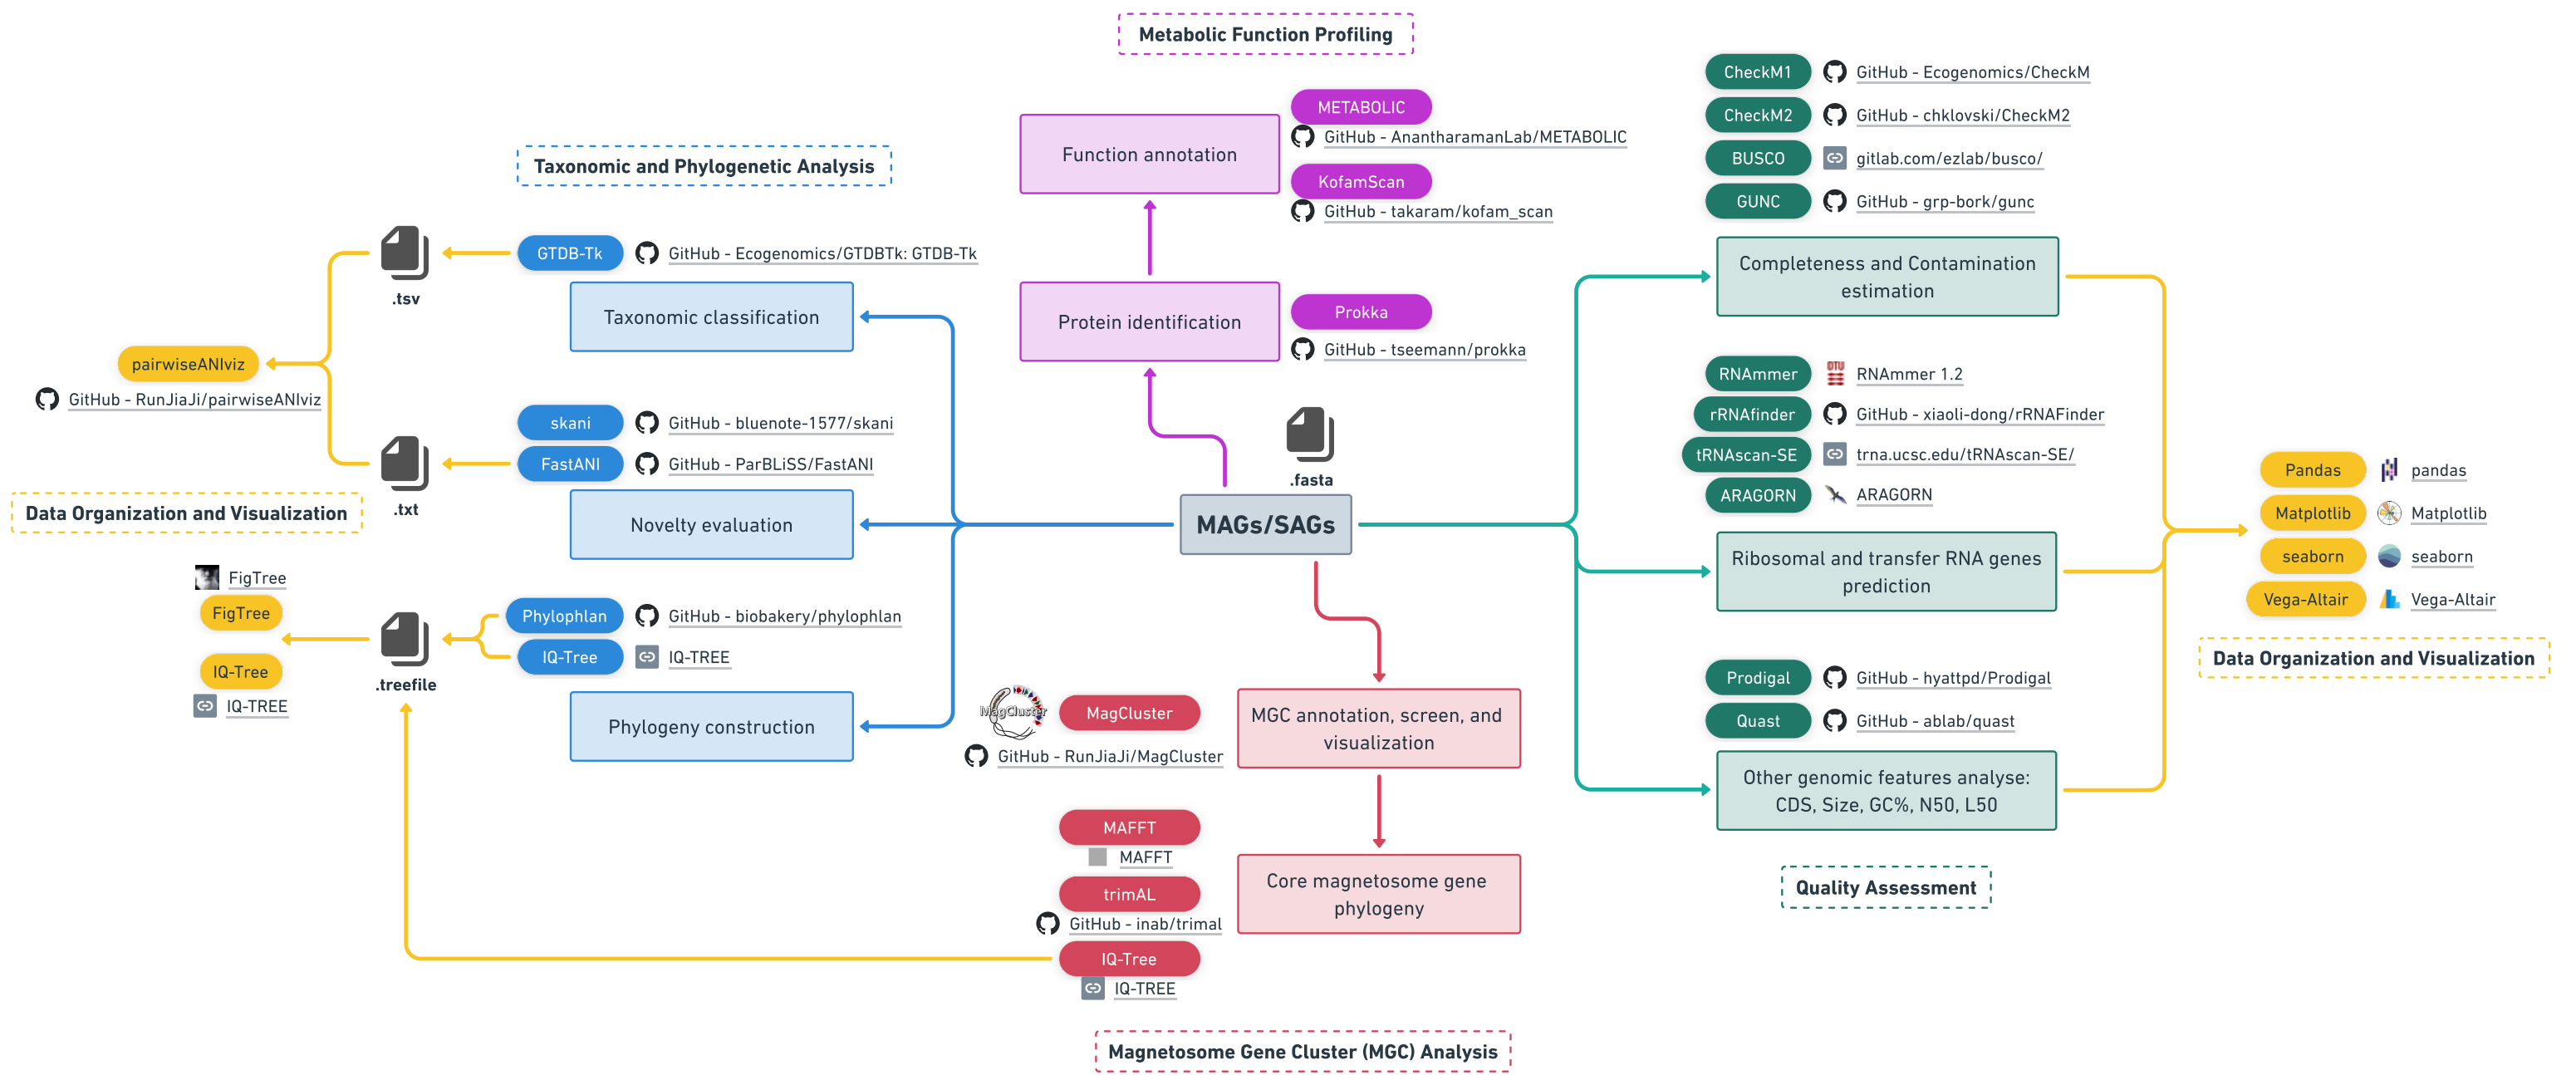 Metabolic Function Profiling
METABOLIC
GitHub - AnantharamanLab/METABOLIC
Function annotation
KofamScan
GitHub - takaram/kofam_scan
Protein identification
Prokka
GitHub - tseemann/prokka
.fasta
MAGs/SAGs
Taxonomic and Phylogenetic Analysis
GTDB-Tk
GitHub - Ecogenomics/GTDBTk: GTDB-Tk
Taxonomic classification
skani
GitHub - bluenote-1577/skani
FastANI
GitHub - ParBLiSS/FastANI
Novelty evaluation
Phylophlan
GitHub - biobakery/phylophlan
IQ-Tree
IQ-TREE
Phylogeny construction
.tsv
pairwiseANIviz
GitHub - RunJiaJi/pairwiseANIviz
.txt
Data Organization and Visualization
FigTree
FigTree
IQ-Tree
IQ-TREE
.treefile
CheckM1
GitHub - Ecogenomics/CheckM
CheckM2
GitHub - chklovski/CheckM2
BUSCO
gitlab.com/ezlab/busco/
GUNC
GitHub - grp-bork/gunc
Completeness and Contamination
estimation
RNAmmer
DTU
RNAmmer 1.2
rRNAfinder
GitHub - xiaoli-dong/rRNAFinder
tRNAscan-SE
trna.ucsc.edu/tRNAscan-SE/
ARAGORN
ARAGORN
Ribosomal and transfer RNA genes
prediction
Prodigal
GitHub - hyattpd/Prodigal
Quast
GitHub - ablab/quast
Other genomic features analyse:
CDS, Size, GC%, N50, L50
Quality Assessment
Pandas
pandas
Matplotlib
Matplotlib
seaborn
seaborn
Vega-Altair
Vega-Altair
Data Organization and Visualization
MagCluster
MagCluster
GitHub - RunJiaJi/MagCluster
MGC annotation, screen, and
visualization
MAFFT
MAFFT
trimAL
GitHub - inab/trimal
IQ-Tree
IQ-TREE
Core magnetosome gene
phylogeny
Magnetosome Gene Cluster (MGC) Analysis